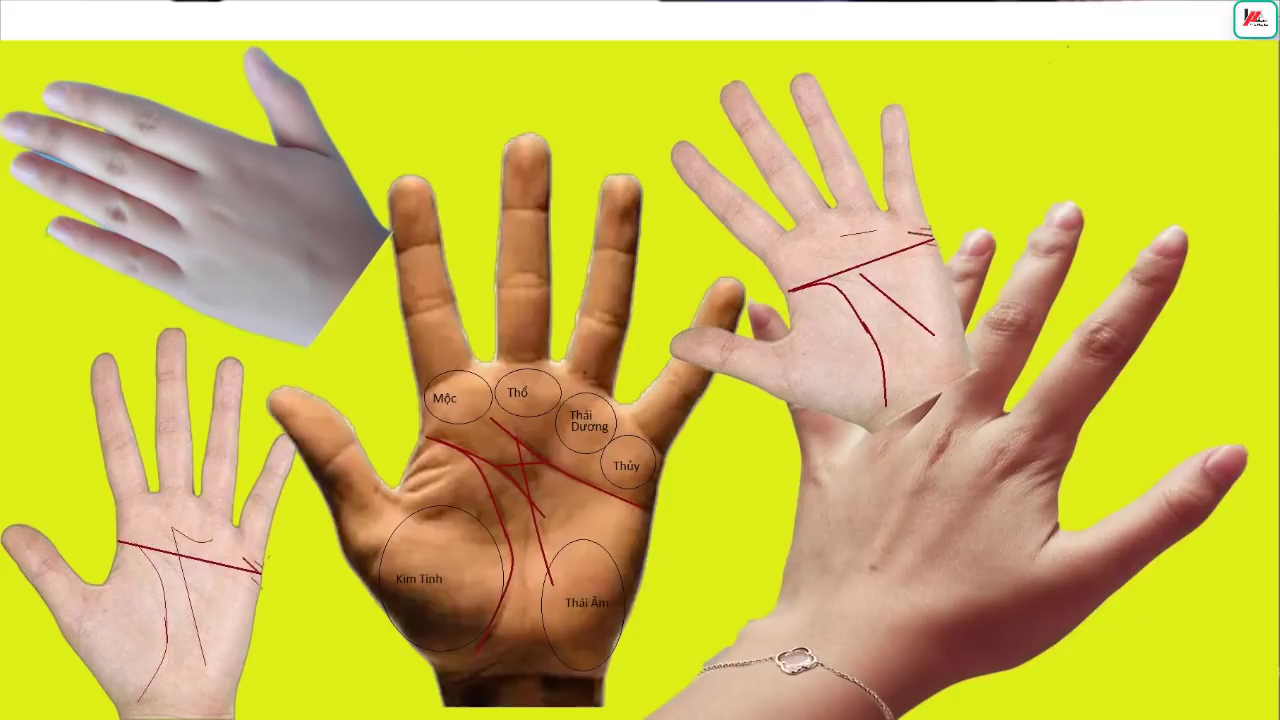 Mộc
Thổ
Thái
Dương
Thủy
Kim Tinh
Thái Âm